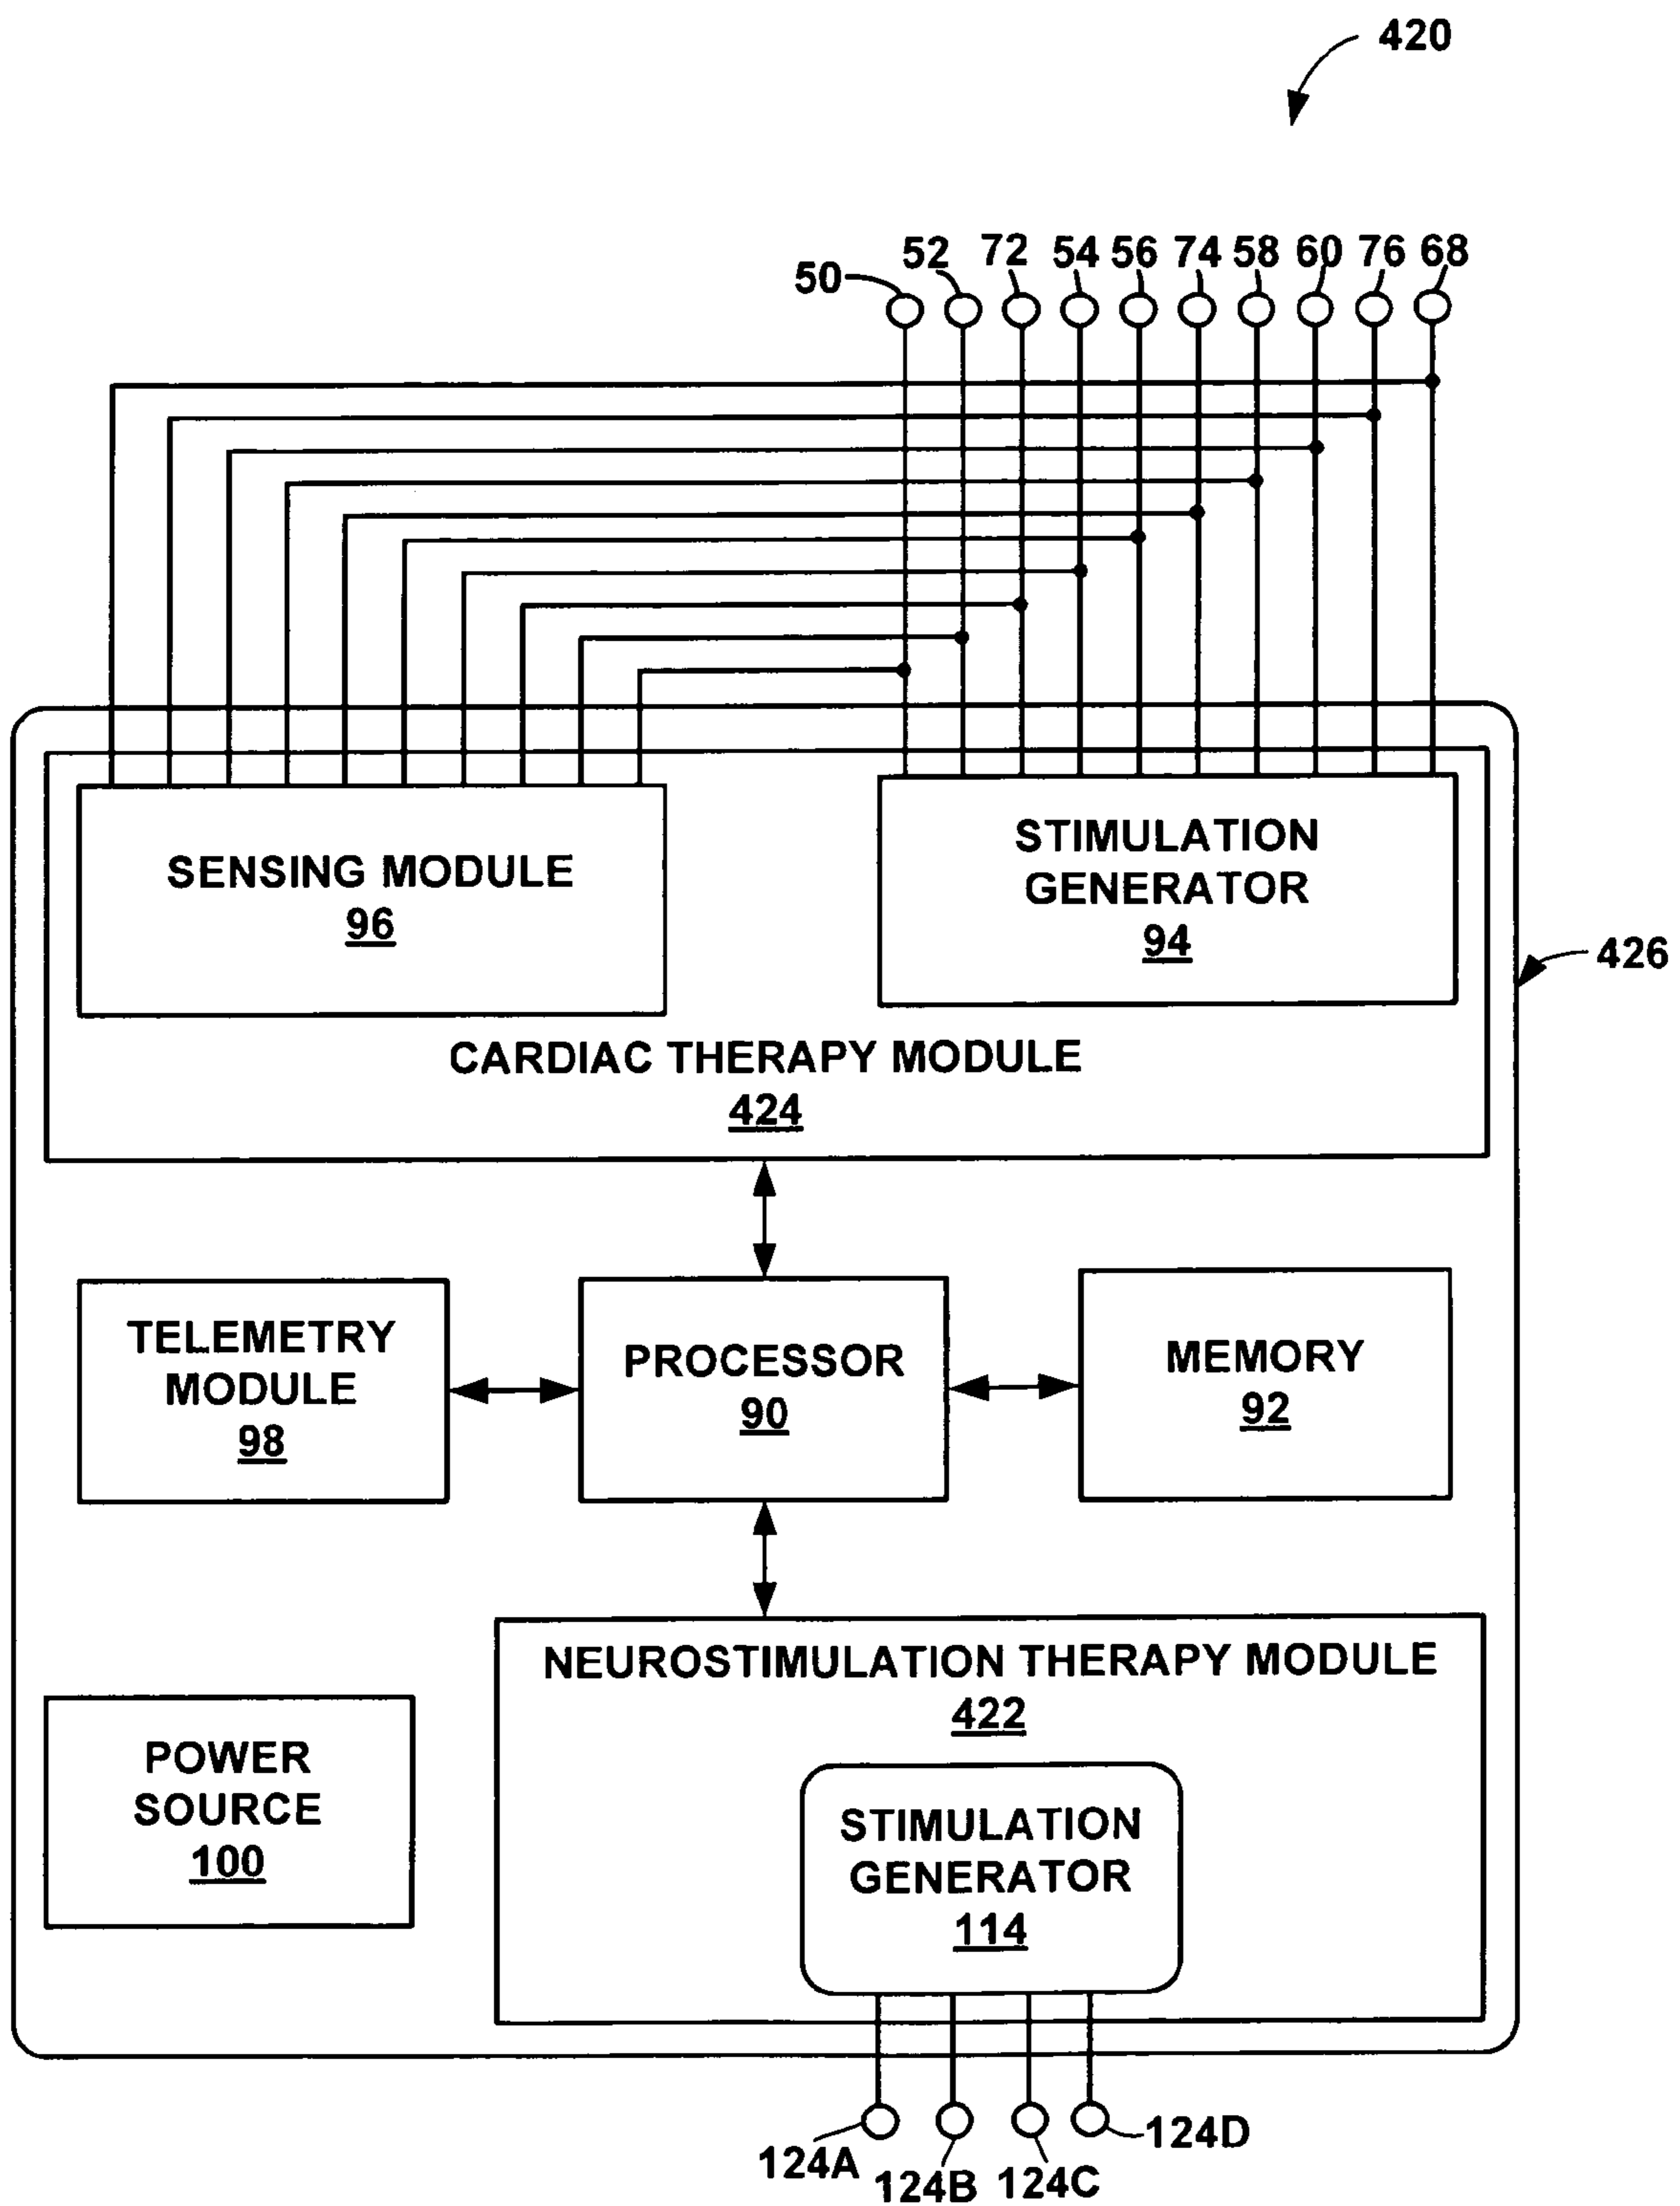 420
50 52 72 54 56 74 58 60 76 68
SENSING MODULE
96
STIMULATION
GENERATOR
94
426
CARDIAC THERAPY MODULE
424
TELEMETRY
MODULE
98
PROCESSOR
90
MEMORY
92
NEUROSTIMULATION THERAPY MODULE
422
POWER
SOURCE
100
STIMULATION
GENERATOR
114
124A 124B 124C 124D